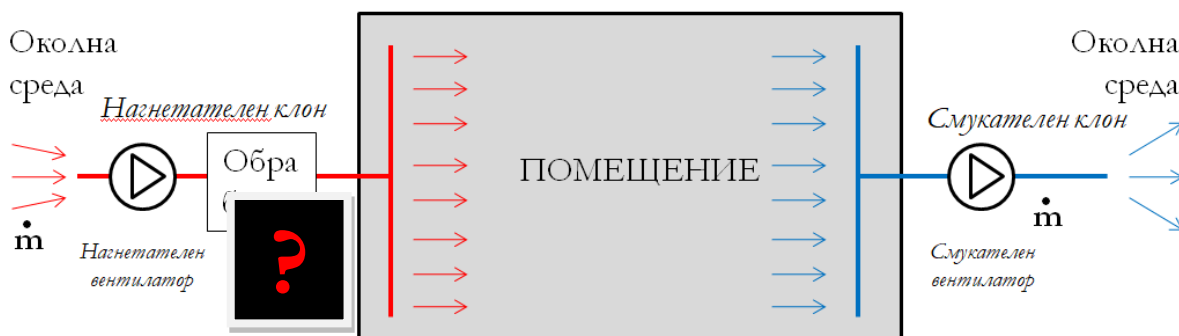 Околна
среда
Нагнетателен клон
Обра
ṁ
Нагнетателен
вентилатор
?
ПОМЕЩЕНИЕ
Околна
среда
Смукателен клон
ṁ
Смукателен
вентилатор